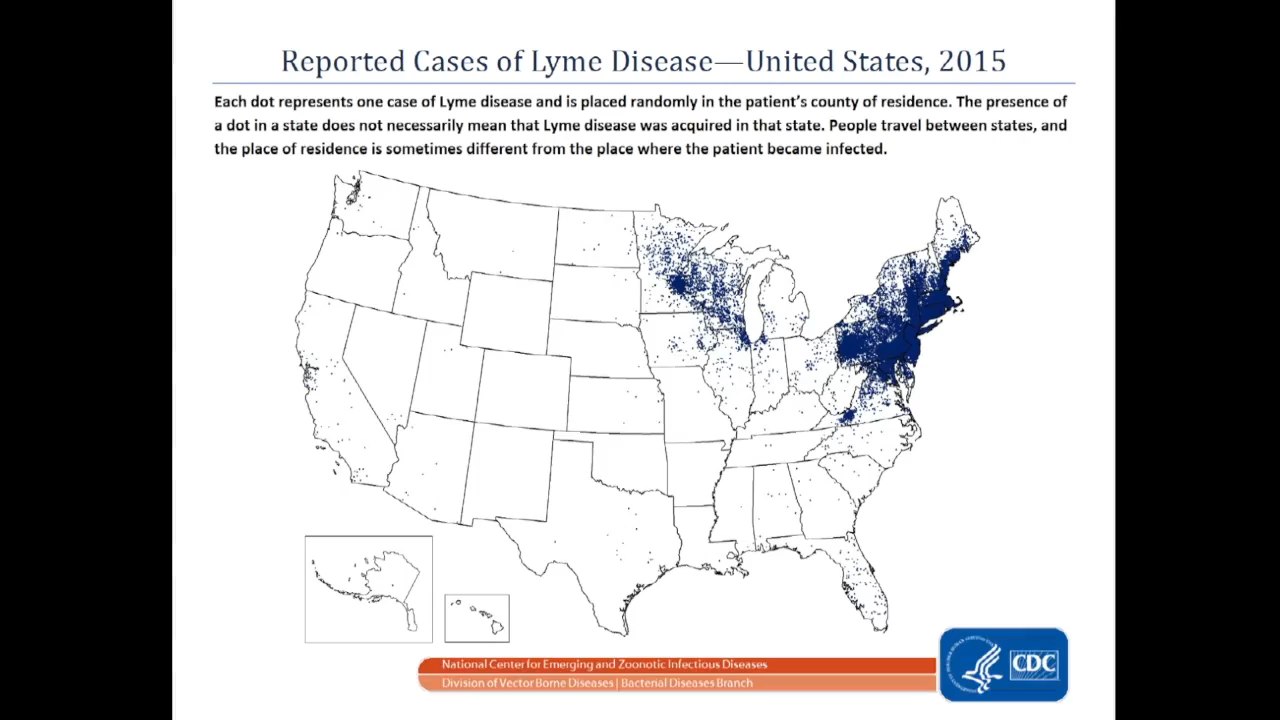 Reported Cases of Lyme Disease—United States, 2015
Each dot represents one case of Lyme disease and is placed randomly in the patient's county of residence. The presence of
a dot in a state does not necessarily mean that Lyme disease was acquired in that state. People travel between states, and
the place of residence is sometimes different from the place where the patient became infected.
National Center for Emerging and Zoonotic Infectious Diseases
Division of Vector Borne Diseases | Bacterial Diseases Branch
CDC